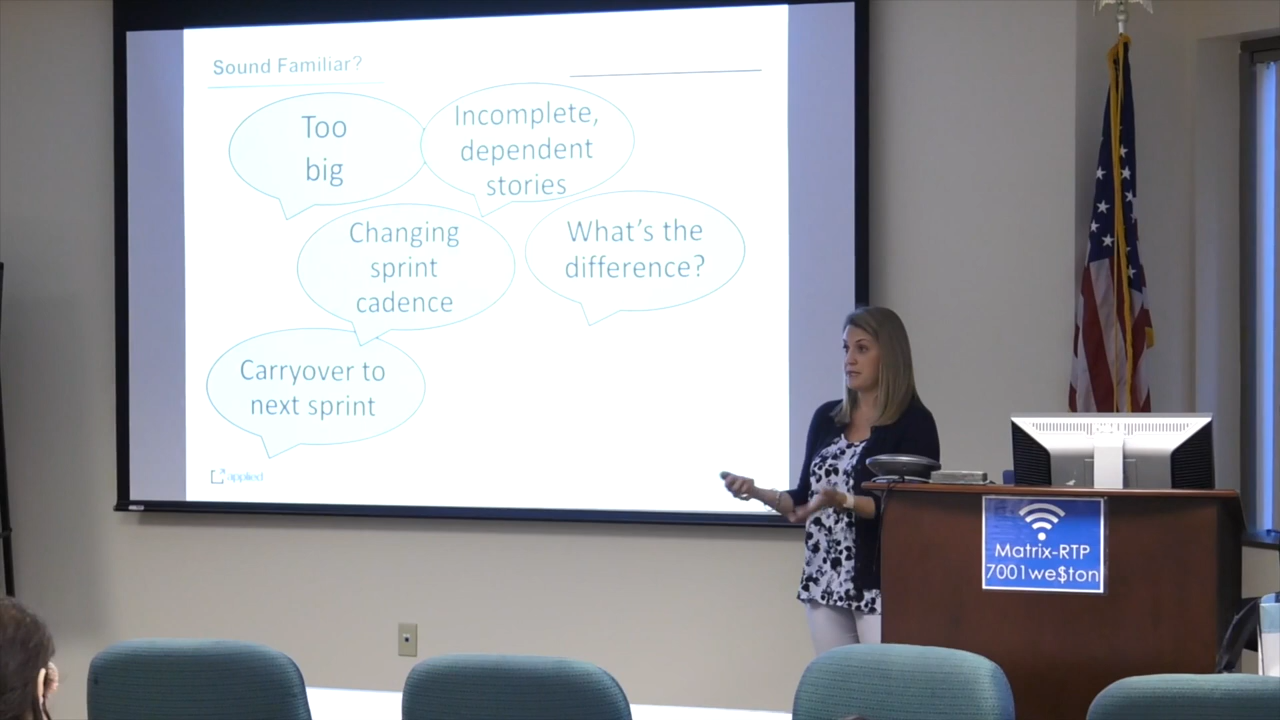 Sound Familiar?
Too
big
Incomplete,
dependent
stories
Changing
sprint
cadence
What's the
difference?
Carryover to
next sprint
applied
Matrix-RTP
7001we$ton